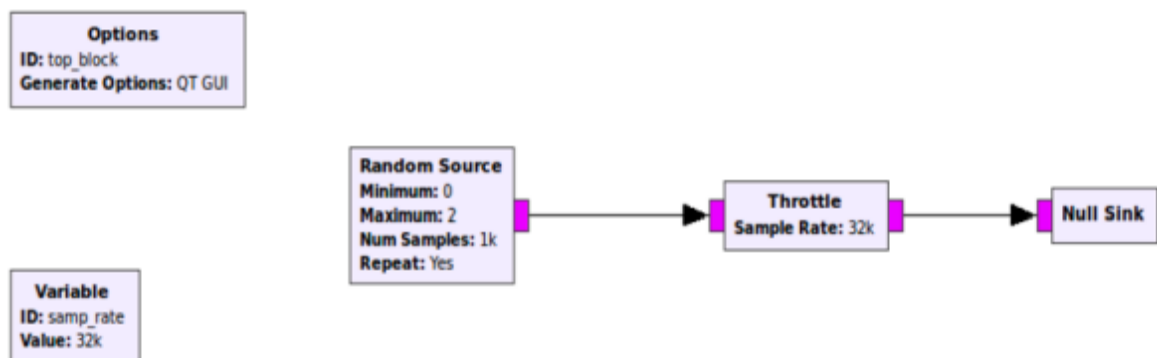 Options
ID: top_block
Generate Options: QT GUI
Random Source
Minimum: 0
Maximum: 2
Num Samples: 1k
Repeat: Yes
Throttle
Sample Rate: 32k
Null Sink
Variable
ID: samp_rate
Value: 32k